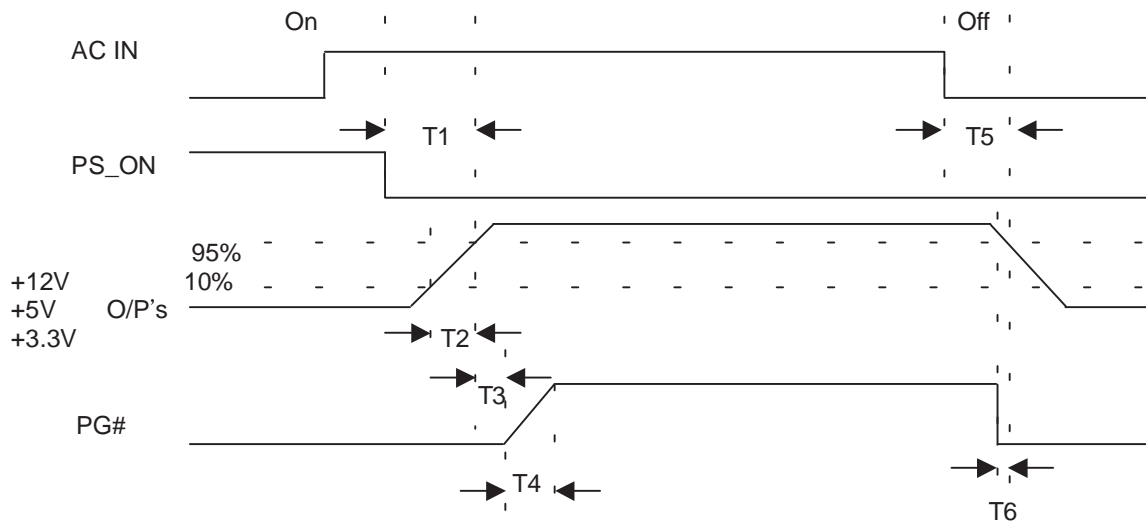 On
Off
AC IN
T1
T5
PS_ON
95%
+12V
10%
+5V
O/P's
+3.3V
T2
T3
PG#
T4
T6